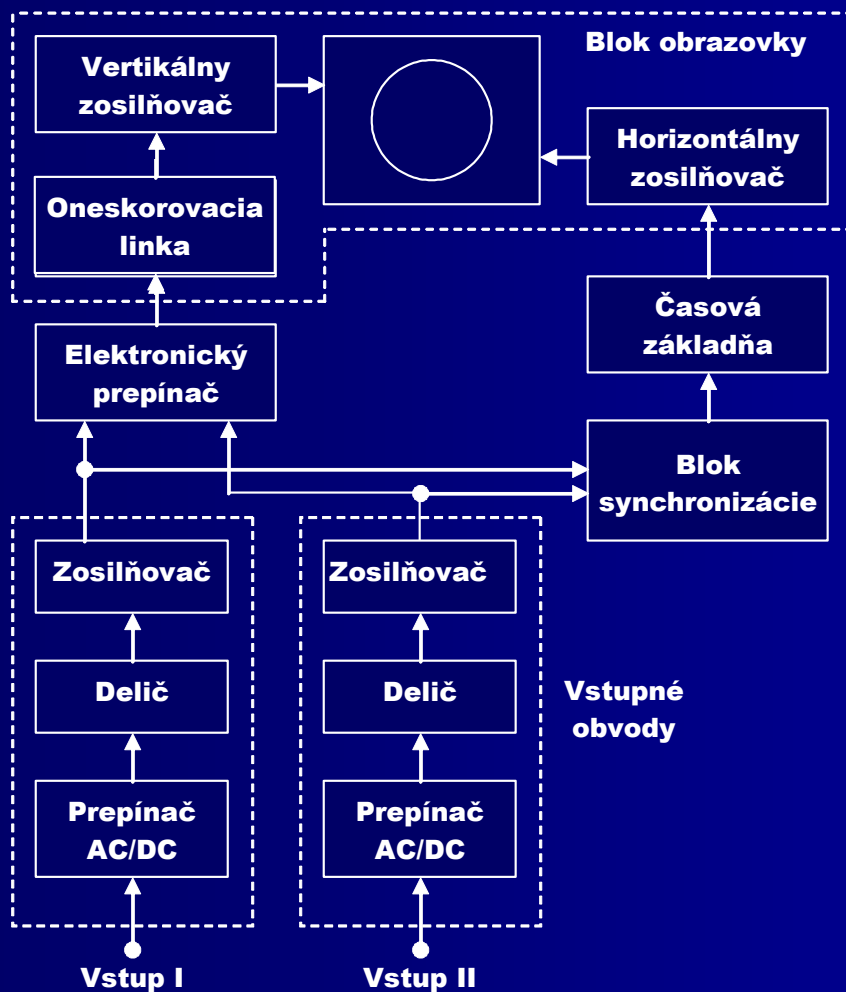 Blok obrazovky
Vertikálny
zosilňovač
Horizontálny
zosilňovač
Oneskorovacia
linka
Časová
základňa
Elektronický
prepínač
Blok
synchronizácie
Zosilňovač
Zosilňovač
Delič
Delič
Vstupné
obvody
Prepínač
AC/DC
Prepínač
AC/DC
Vstup I
Vstup II